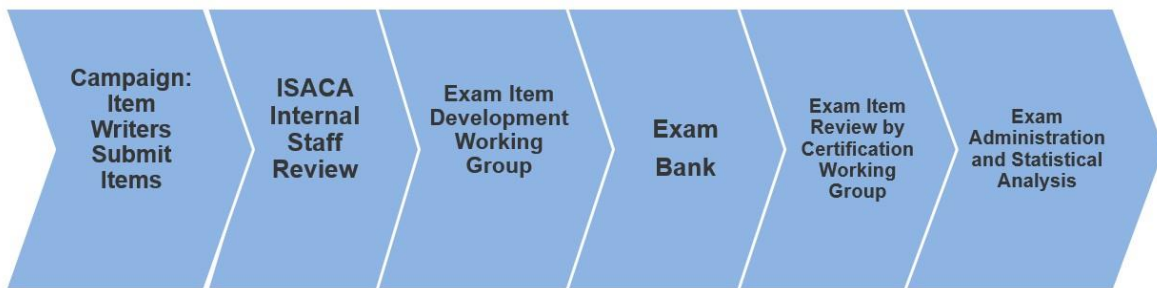 Campaign:
Item
Writers
Submit
Items
ISACA
Internal
Staff
Review
Exam Item
Development
Working
Group
Exam
Bank
Exam Item
Review by
Certification
Working
Group
Exam
Administration
and Statistical
Analysis